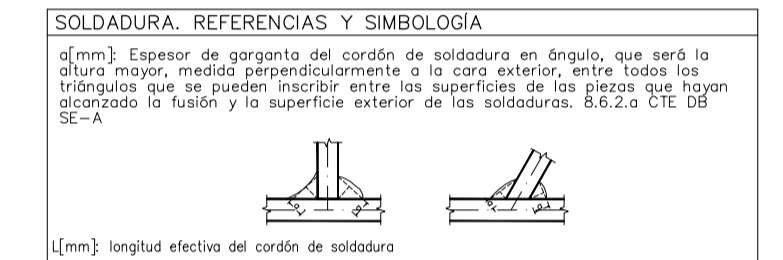 SOLDADURA. REFERENCIAS Y SIMBOLOGÍA
a[mm]: Espesor de garganta del cordón de soldadura en ángulo, que será la
altura mayor, medida perpendicularmente a la cara exterior, entre todos los
triángulos que se pueden inscribir entre las superficies de las piezas que hayan
alcanzado la fusión y la superficie exterior de las soldaduras. 8.6.2.a CTE DB
SE-A
a a a a
L[mm]: longitud efectiva del cordón de soldadura